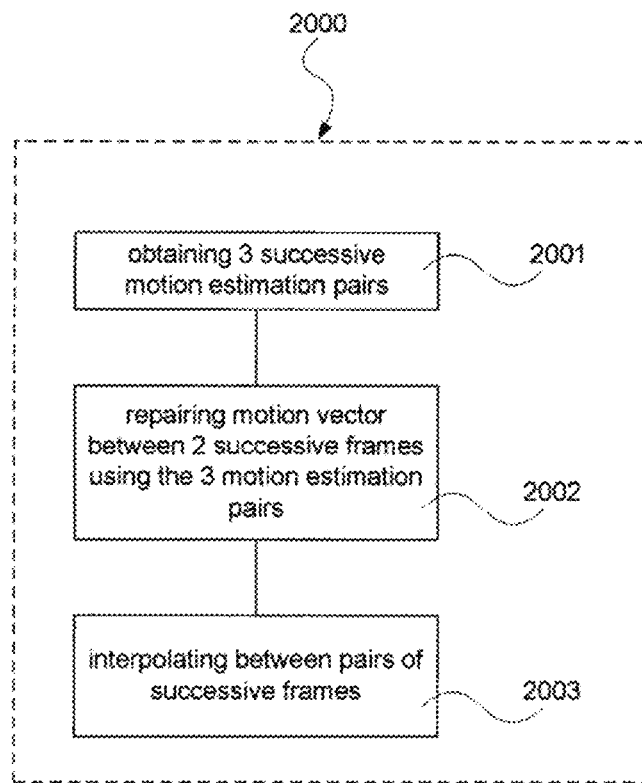 2000
obtaining 3 successive
motion estimation pairs
2001
repairing motion vector
between 2 successive frames
using the 3 motion estimation
pairs
2002
interpolating between pairs of
successive frames
2003